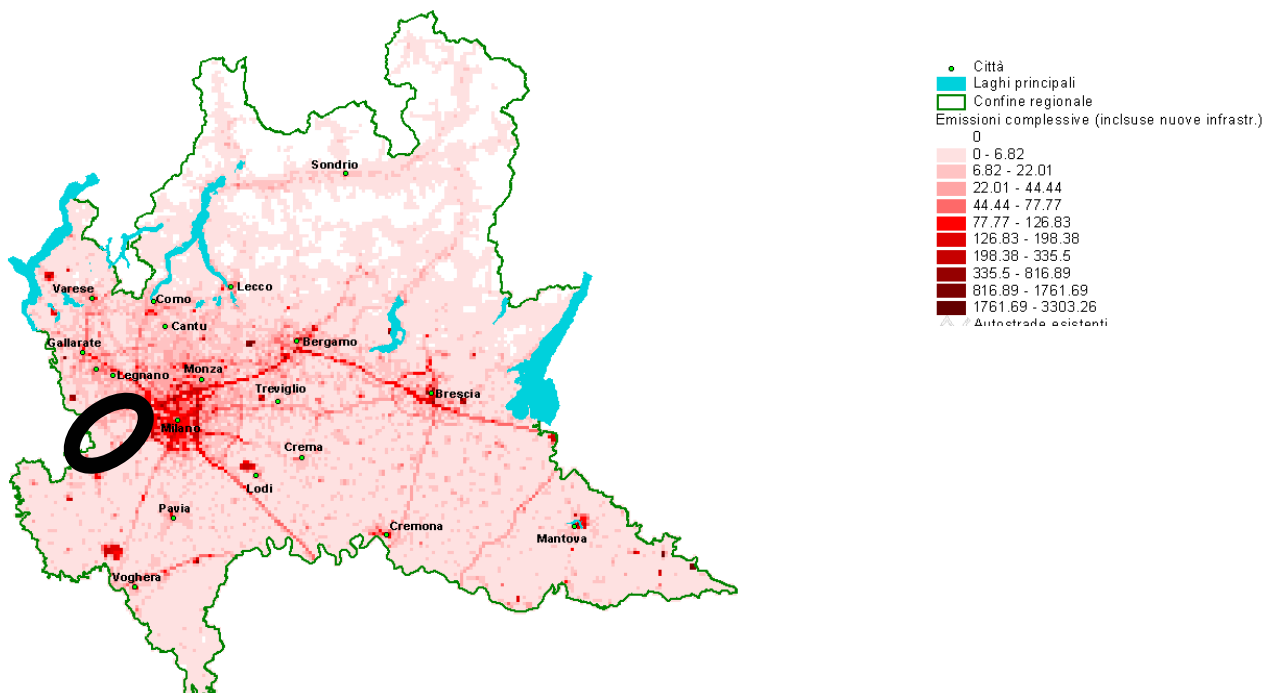 Città
Laghi principali
Confine regionale
Emissioni complessive (inclsuse nuove infrastr.)
0
0 - 6.82
6.82 - 22.01
22.01 - 44.44
44.44 - 77.77
77.77 - 126.83
126.83 - 198.38
198.38 - 335.5
335.5 - 816.89
816.89 - 1761.69
1761.69 - 3303.26
Autostrade esistenti
Sondrio
Lecco
Varese
Como
Cantu
Gallarate
Bergamo
Legnano
Monza
Treviglio
Brescia
Milano
Crema
Lodi
Pavia
Cremona
Mantova
Voghera